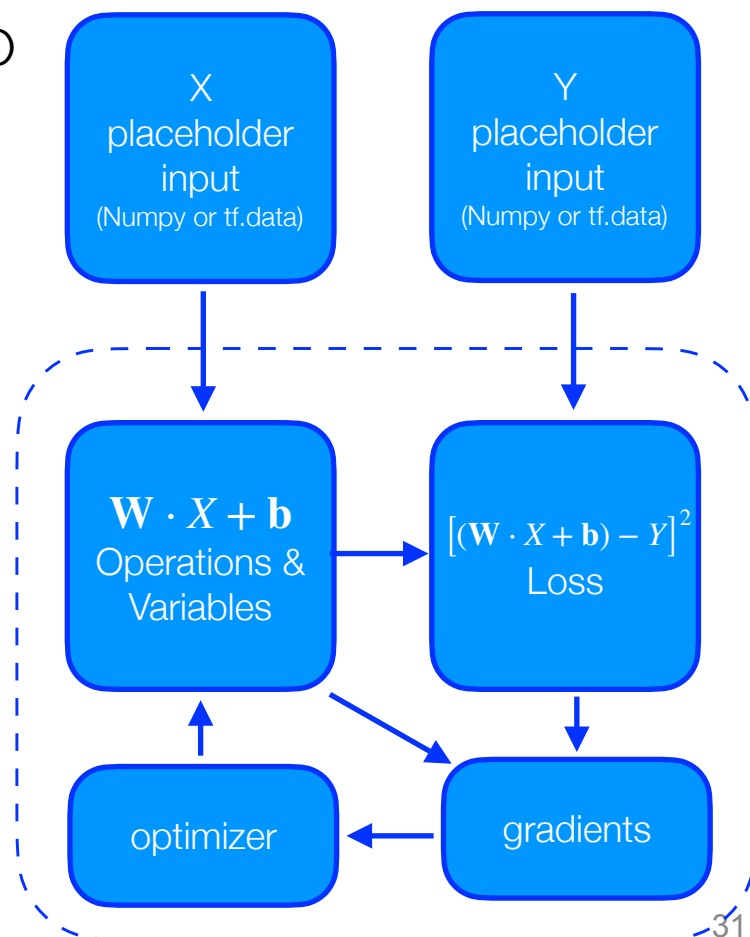 X
placeholder
input
(Numpy or tf.data)
Y
placeholder
input
(Numpy or tf.data)
W · X + b
Operations &
Variables
[(W · X + b) − Y]²
Loss
optimizer
gradients
31